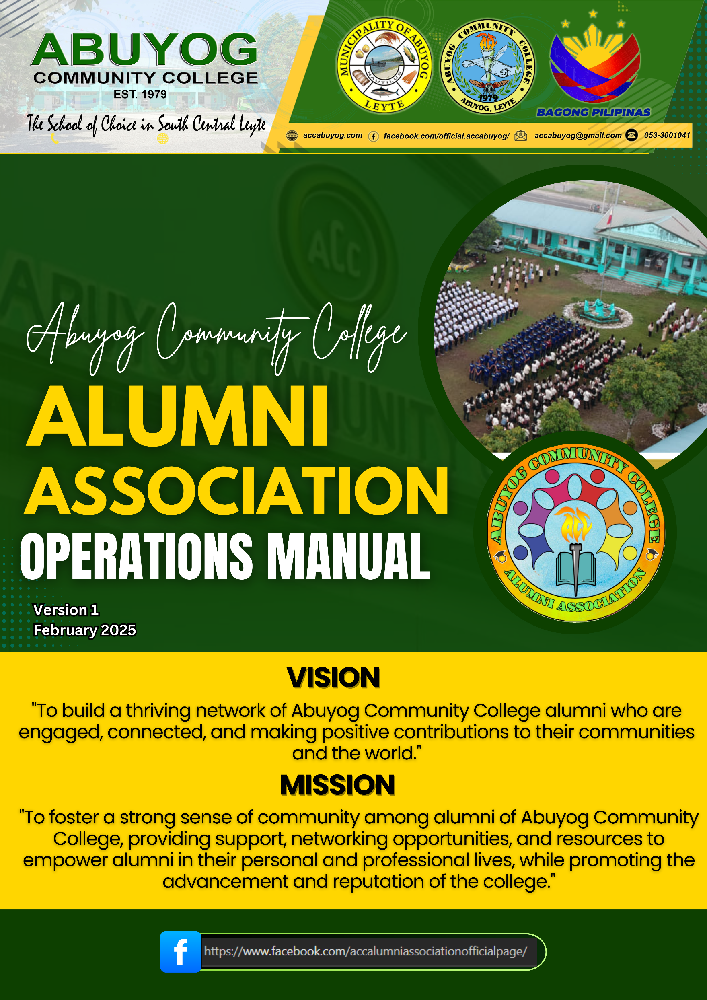 ABUYOG
COMMUNITY COLLEGE
EST. 1979
The School of Choice in South Central Leyte
MUNICIPALITY OF ABUYOG
NAUTILUS
LEYTE
ABUYOG COMMUNITY COLLEGE
ACC
1979
ABUYOG, LEYTE
BAGONG PILIPINAS
accabuyog.com
facebook.com/official.accabuyog/
accabuyog@gmail.com
053-3001041
ACC
ABUYOG COMMUNITY
Abuyog Community College
ALUMNI
ASSOCIATION
OPERATIONS MANUAL
ABUYOG COMMUNITY COLLEGE
ACC
ALUMNI ASSOCIATION
Version 1
February 2025
VISION
"To build a thriving network of Abuyog Community College alumni who are
engaged, connected, and making positive contributions to their communities
and the world."
MISSION
"To foster a strong sense of community among alumni of Abuyog Community
College, providing support, networking opportunities, and resources to
empower alumni in their personal and professional lives, while promoting the
advancement and reputation of the college."
https://www.facebook.com/accalumniassociationofficialpage/